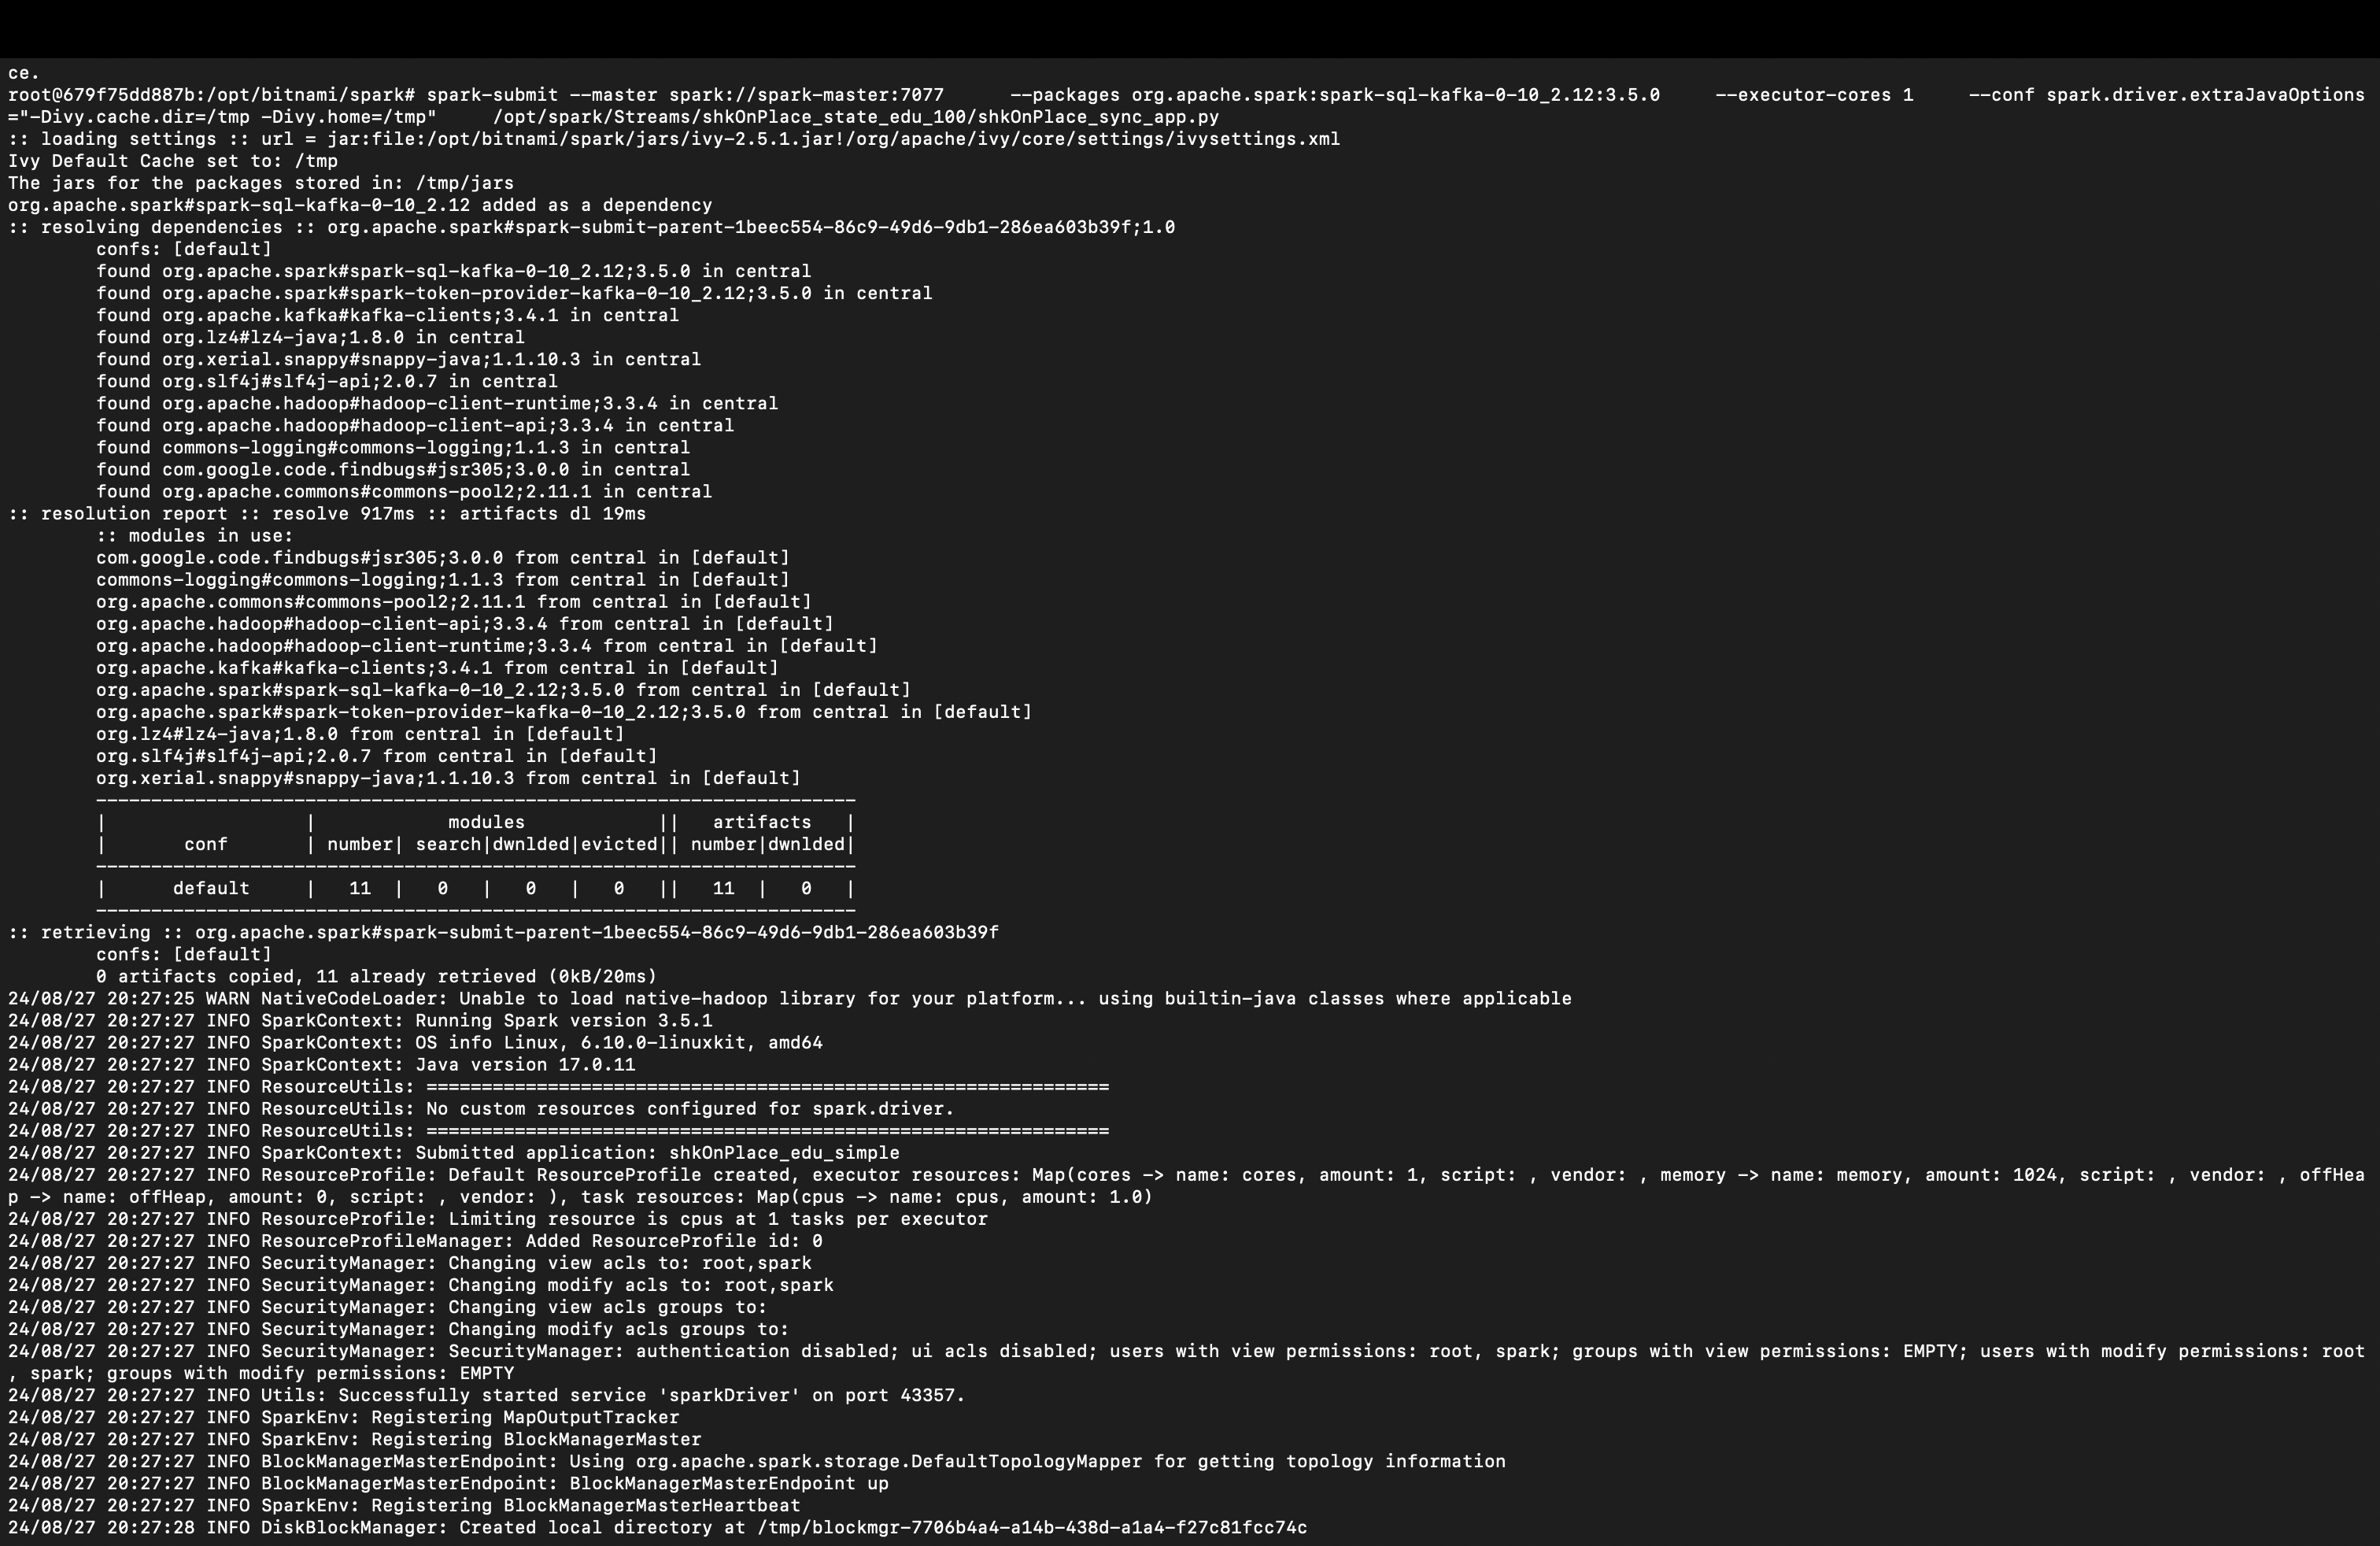 ce.
root@679f75dd887b:/opt/bitnami/spark# spark-submit --master spark://spark-master:7077      --packages org.apache.spark:spark-sql-kafka-0-10_2.12:3.5.0     --executor-cores 1     --conf spark.driver.extraJavaOptions
="-Divy.cache.dir=/tmp -Divy.home=/tmp"     /opt/spark/Streams/shkOnPlace_state_edu_100/shkOnPlace_sync_app.py
:: loading settings :: url = jar:file:/opt/bitnami/spark/jars/ivy-2.5.1.jar!/org/apache/ivy/core/settings/ivysettings.xml
Ivy Default Cache set to: /tmp
The jars for the packages stored in: /tmp/jars
org.apache.spark#spark-sql-kafka-0-10_2.12 added as a dependency
:: resolving dependencies :: org.apache.spark#spark-submit-parent-1beec554-86c9-49d6-9db1-286ea603b39f;1.0
        confs: [default]
        found org.apache.spark#spark-sql-kafka-0-10_2.12;3.5.0 in central
        found org.apache.spark#spark-token-provider-kafka-0-10_2.12;3.5.0 in central
        found org.apache.kafka#kafka-clients;3.4.1 in central
        found org.lz4#lz4-java;1.8.0 in central
        found org.xerial.snappy#snappy-java;1.1.10.3 in central
        found org.slf4j#slf4j-api;2.0.7 in central
        found org.apache.hadoop#hadoop-client-runtime;3.3.4 in central
        found org.apache.hadoop#hadoop-client-api;3.3.4 in central
        found commons-logging#commons-logging;1.1.3 in central
        found com.google.code.findbugs#jsr305;3.0.0 in central
        found org.apache.commons#commons-pool2;2.11.1 in central
:: resolution report :: resolve 917ms :: artifacts dl 19ms
        :: modules in use:
        com.google.code.findbugs#jsr305;3.0.0 from central in [default]
        commons-logging#commons-logging;1.1.3 from central in [default]
        org.apache.commons#commons-pool2;2.11.1 from central in [default]
        org.apache.hadoop#hadoop-client-api;3.3.4 from central in [default]
        org.apache.hadoop#hadoop-client-runtime;3.3.4 from central in [default]
        org.apache.kafka#kafka-clients;3.4.1 from central in [default]
        org.apache.spark#spark-sql-kafka-0-10_2.12;3.5.0 from central in [default]
        org.apache.spark#spark-token-provider-kafka-0-10_2.12;3.5.0 from central in [default]
        org.lz4#lz4-java;1.8.0 from central in [default]
        org.slf4j#slf4j-api;2.0.7 from central in [default]
        org.xerial.snappy#snappy-java;1.1.10.3 from central in [default]
        ---------------------------------------------------------------------
        |                  |            modules            ||   artifacts   |
        |       conf       | number| search|dwnlded|evicted|| number|dwnlded|
        ---------------------------------------------------------------------
        |      default     |   11  |   0   |   0   |   0   ||   11  |   0   |
        ---------------------------------------------------------------------
:: retrieving :: org.apache.spark#spark-submit-parent-1beec554-86c9-49d6-9db1-286ea603b39f
        confs: [default]
        0 artifacts copied, 11 already retrieved (0kB/20ms)
24/08/27 20:27:25 WARN NativeCodeLoader: Unable to load native-hadoop library for your platform... using builtin-java classes where applicable
24/08/27 20:27:27 INFO SparkContext: Running Spark version 3.5.1
24/08/27 20:27:27 INFO SparkContext: OS info Linux, 6.10.0-linuxkit, amd64
24/08/27 20:27:27 INFO SparkContext: Java version 17.0.11
24/08/27 20:27:27 INFO ResourceUtils: ==============================================================
24/08/27 20:27:27 INFO ResourceUtils: No custom resources configured for spark.driver.
24/08/27 20:27:27 INFO ResourceUtils: ==============================================================
24/08/27 20:27:27 INFO SparkContext: Submitted application: shkOnPlace_edu_simple
24/08/27 20:27:27 INFO ResourceProfile: Default ResourceProfile created, executor resources: Map(cores -> name: cores, amount: 1, script: , vendor: , memory -> name: memory, amount: 1024, script: , vendor: , offHea
p -> name: offHeap, amount: 0, script: , vendor: ), task resources: Map(cpus -> name: cpus, amount: 1.0)
24/08/27 20:27:27 INFO ResourceProfile: Limiting resource is cpus at 1 tasks per executor
24/08/27 20:27:27 INFO ResourceProfileManager: Added ResourceProfile id: 0
24/08/27 20:27:27 INFO SecurityManager: Changing view acls to: root,spark
24/08/27 20:27:27 INFO SecurityManager: Changing modify acls to: root,spark
24/08/27 20:27:27 INFO SecurityManager: Changing view acls groups to:
24/08/27 20:27:27 INFO SecurityManager: Changing modify acls groups to:
24/08/27 20:27:27 INFO SecurityManager: SecurityManager: authentication disabled; ui acls disabled; users with view permissions: root, spark; groups with view permissions: EMPTY; users with modify permissions: root
, spark; groups with modify permissions: EMPTY
24/08/27 20:27:27 INFO Utils: Successfully started service 'sparkDriver' on port 43357.
24/08/27 20:27:27 INFO SparkEnv: Registering MapOutputTracker
24/08/27 20:27:27 INFO SparkEnv: Registering BlockManagerMaster
24/08/27 20:27:27 INFO BlockManagerMasterEndpoint: Using org.apache.spark.storage.DefaultTopologyMapper for getting topology information
24/08/27 20:27:27 INFO BlockManagerMasterEndpoint: BlockManagerMasterEndpoint up
24/08/27 20:27:27 INFO SparkEnv: Registering BlockManagerMasterHeartbeat
24/08/27 20:27:28 INFO DiskBlockManager: Created local directory at /tmp/blockmgr-7706b4a4-a14b-438d-a1a4-f27c81fcc74c